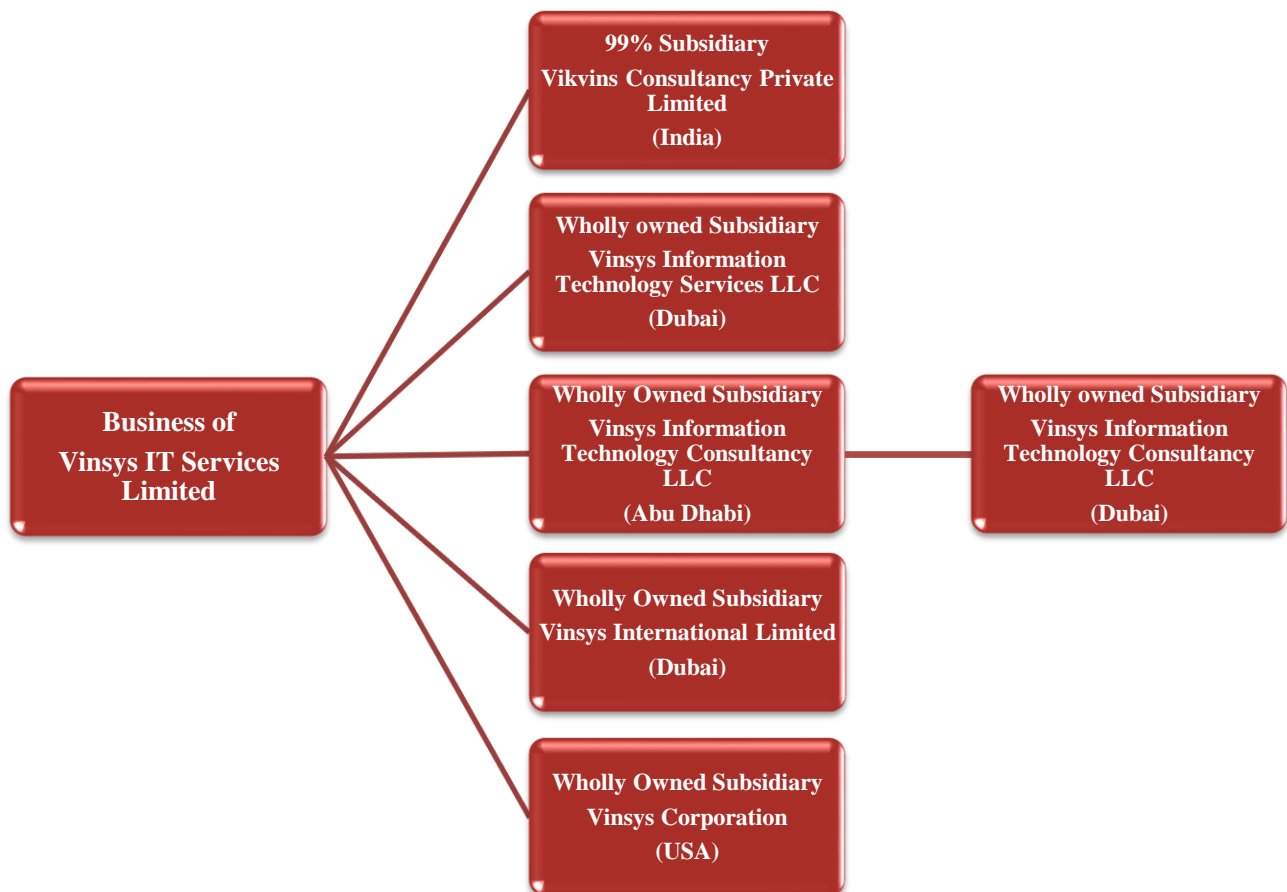 99% Subsidiary
Vikvins Consultancy Private
Limited
(India)
Wholly owned Subsidiary
Vinsys Information
Technology Services LLC
(Dubai)
Business of
Vinsys IT Services
Limited
Wholly Owned Subsidiary
Vinsys Information
Technology Consultancy
LLC
(Abu Dhabi)
Wholly owned Subsidiary
Vinsys Information
Technology Consultancy
LLC
(Dubai)
Wholly Owned Subsidiary
Vinsys International Limited
(Dubai)
Wholly Owned Subsidiary
Vinsys Corporation
(USA)